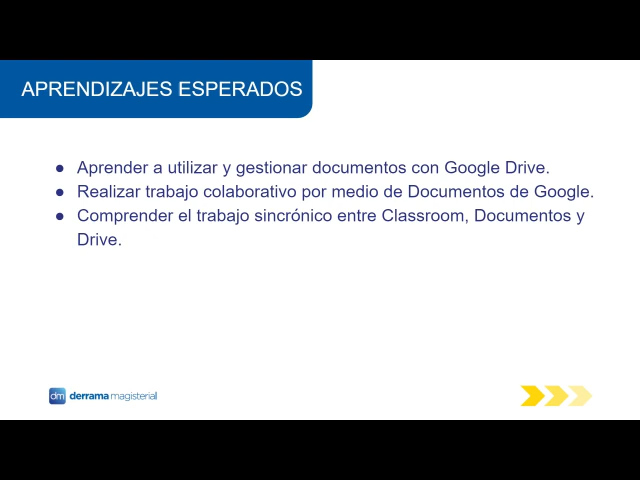 APRENDIZAJES ESPERADOS
● Aprender a utilizar y gestionar documentos con Google Drive.
● Realizar trabajo colaborativo por medio de Documentos de Google.
● Comprender el trabajo sincrónico entre Classroom, Documentos y
Drive.
dm derrama magisterial